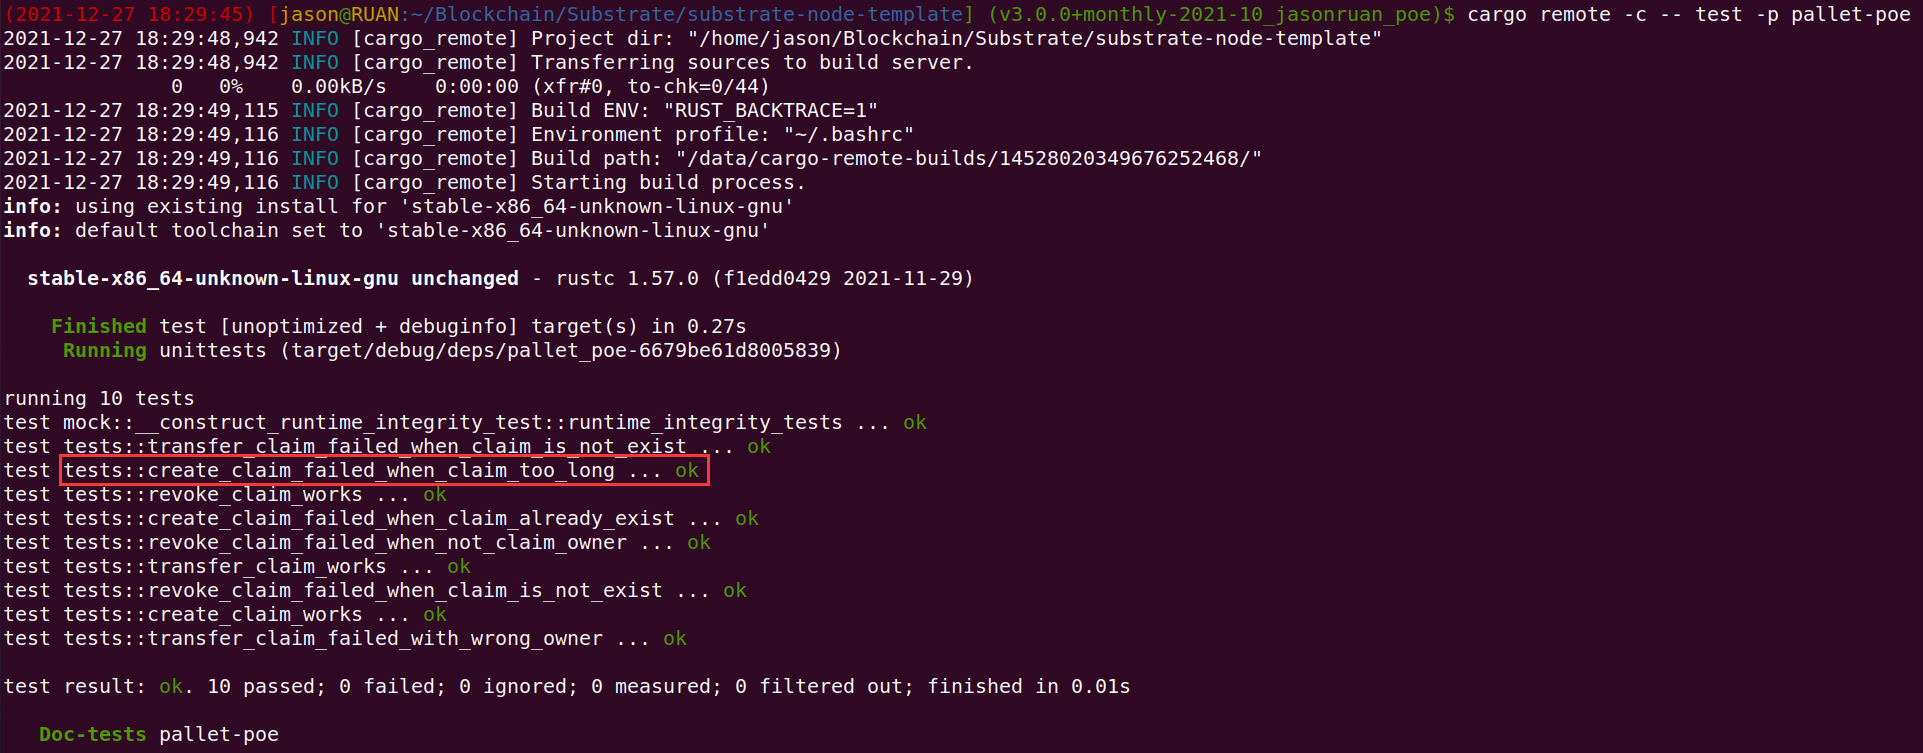 (2021-12-27 18:29:45) [jason@RUAN:~/Blockchain/Substrate/substrate-node-template] (v3.0.0+monthly-2021-10_jasonruan_poe)$ cargo remote -c -- test -p pallet-poe
2021-12-27 18:29:48,942 INFO [cargo_remote] Project dir: "/home/jason/Blockchain/Substrate/substrate-node-template"
2021-12-27 18:29:48,942 INFO [cargo_remote] Transferring sources to build server.
              0   0%    0.00kB/s    0:00:00 (xfr#0, to-chk=0/44)
2021-12-27 18:29:49,115 INFO [cargo_remote] Build ENV: "RUST_BACKTRACE=1"
2021-12-27 18:29:49,116 INFO [cargo_remote] Environment profile: "~/.bashrc"
2021-12-27 18:29:49,116 INFO [cargo_remote] Build path: "/data/cargo-remote-builds/14528020349676252468/"
2021-12-27 18:29:49,116 INFO [cargo_remote] Starting build process.
info: using existing install for 'stable-x86_64-unknown-linux-gnu'
info: default toolchain set to 'stable-x86_64-unknown-linux-gnu'
  stable-x86_64-unknown-linux-gnu unchanged - rustc 1.57.0 (f1edd0429 2021-11-29)
    Finished test [unoptimized + debuginfo] target(s) in 0.27s
     Running unittests (target/debug/deps/pallet_poe-6679be61d8005839)
running 10 tests
test mock::__construct_runtime_integrity_test::runtime_integrity_tests ... ok
test tests::transfer_claim_failed_when_claim_is_not_exist ... ok
test tests::create_claim_failed_when_claim_too_long ... ok
test tests::revoke_claim_works ... ok
test tests::create_claim_failed_when_claim_already_exist ... ok
test tests::revoke_claim_failed_when_not_claim_owner ... ok
test tests::transfer_claim_works ... ok
test tests::revoke_claim_failed_when_claim_is_not_exist ... ok
test tests::create_claim_works ... ok
test tests::transfer_claim_failed_with_wrong_owner ... ok
test result: ok. 10 passed; 0 failed; 0 ignored; 0 measured; 0 filtered out; finished in 0.01s
   Doc-tests pallet-poe